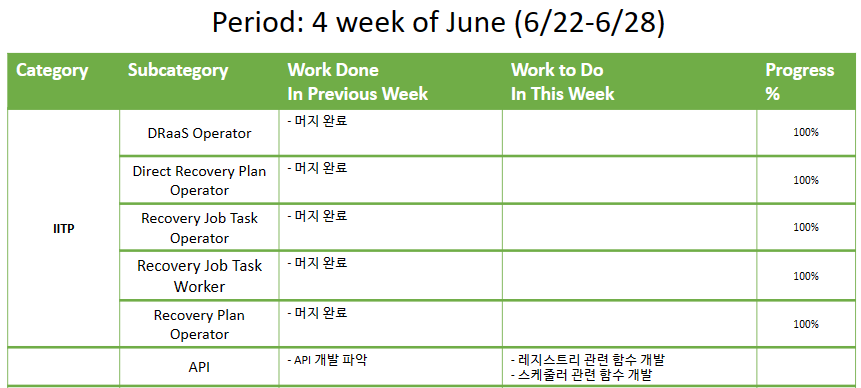 Period: 4 week of June (6/22-6/28)
Category
Subcategory
Work Done
In Previous Week
Work to Do
In This Week
Progress
%
IITP
DRaaS Operator
- 머지 완료
100%
Direct Recovery Plan
Operator
- 머지 완료
100%
Recovery Job Task
Operator
- 머지 완료
100%
Recovery Job Task
Worker
- 머지 완료
100%
Recovery Plan
Operator
- 머지 완료
100%
API
- API 개발 파악
- 레지스트리 관련 함수 개발
- 스케줄러 관련 함수 개발